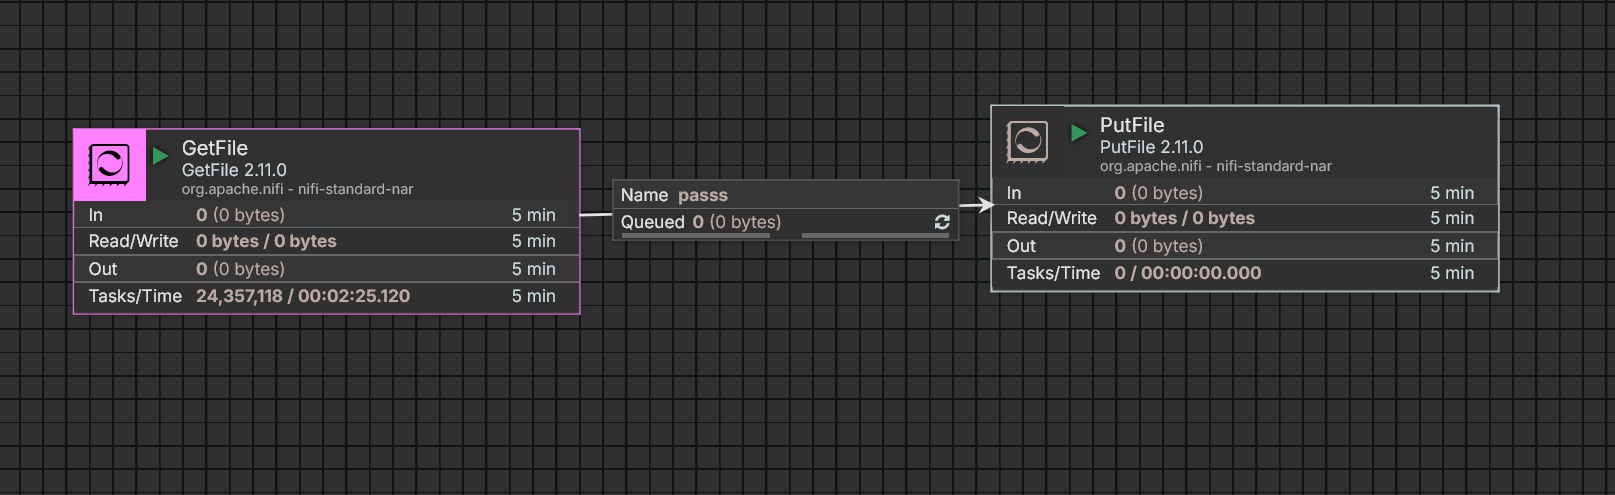 GetFile
GetFile 2.11.0
org.apache.nifi - nifi-standard-nar
In 0 (0 bytes) 5 min
Read/Write 0 bytes / 0 bytes 5 min
Out 0 (0 bytes) 5 min
Tasks/Time 24,357,118 / 00:02:25.120 5 min
Name passs
Queued 0 (0 bytes)
PutFile
PutFile 2.11.0
org.apache.nifi - nifi-standard-nar
In 0 (0 bytes) 5 min
Read/Write 0 bytes / 0 bytes 5 min
Out 0 (0 bytes) 5 min
Tasks/Time 0 / 00:00:00.000 5 min